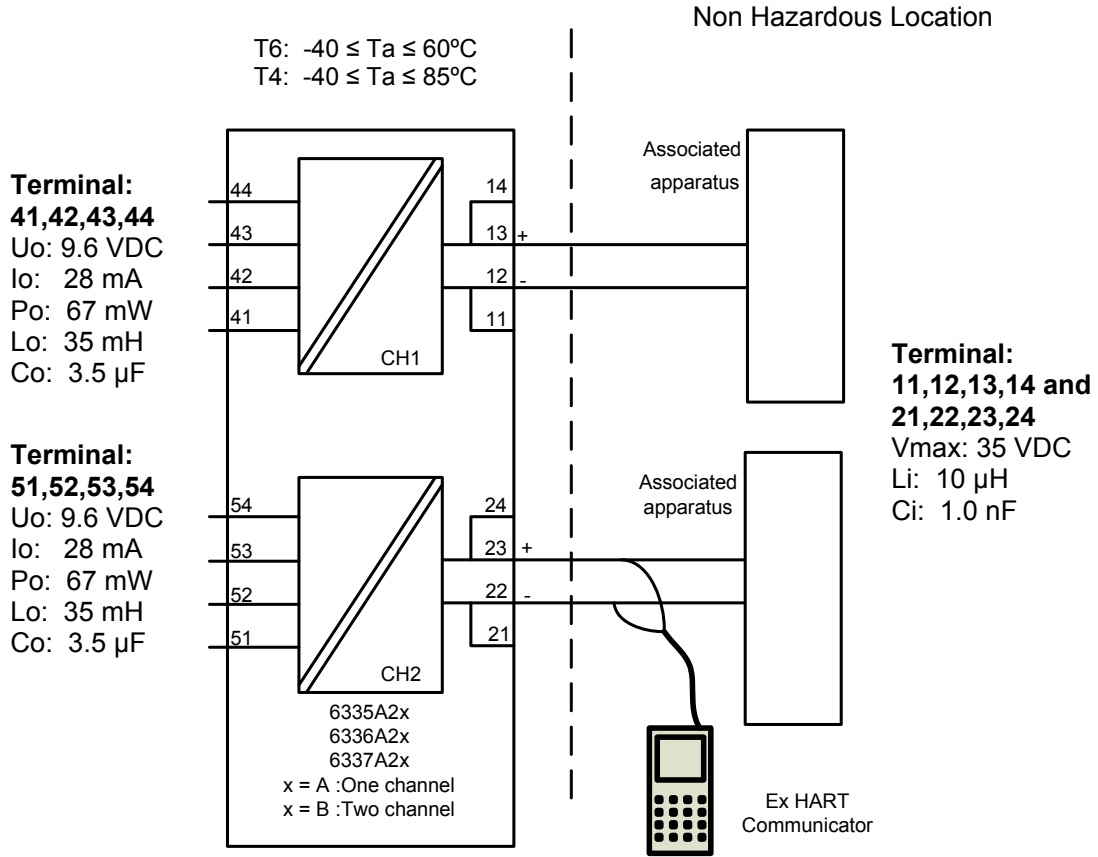 Non Hazardous Location
T6: -40 ≤ Ta ≤ 60ºC
T4: -40 ≤ Ta ≤ 85ºC
Terminal:
41,42,43,44
Uo: 9.6 VDC
Io: 28 mA
Po: 67 mW
Lo: 35 mH
Co: 3.5 µF
44
43
42
41
CH1
14
13 +
12 -
11
Associated
apparatus
Terminal:
11,12,13,14 and
21,22,23,24
Vmax: 35 VDC
Li: 10 µH
Ci: 1.0 nF
Terminal:
51,52,53,54
Uo: 9.6 VDC
Io: 28 mA
Po: 67 mW
Lo: 35 mH
Co: 3.5 µF
54
53
52
51
CH2
24
23 +
22 -
21
Associated
apparatus
6335A2x
6336A2x
6337A2x
x = A :One channel
x = B :Two channel
Ex HART
Communicator